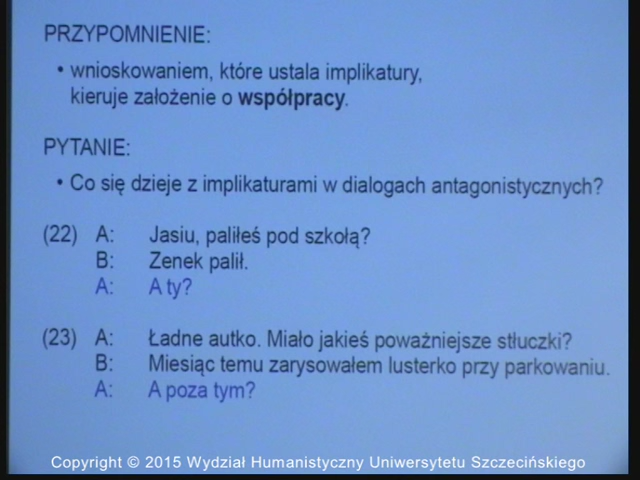 PRZYPOMNIENIE:
• wnioskowaniem, które ustala implikatury,
kieruje założenie o współpracy.
PYTANIE:
• Co się dzieje z implikaturami w dialogach antagonistycznych?
(22) A: Jasiu, paliłeś pod szkołą?
B: Zenek palił.
A: A ty?
(23) A: Ładne autko. Miało jakieś poważniejsze stłuczki?
B: Miesiąc temu zarysowałem lusterko przy parkowaniu.
A: A poza tym?
Copyright © 2015 Wydział Humanistyczny Uniwersytetu Szczecińskiego